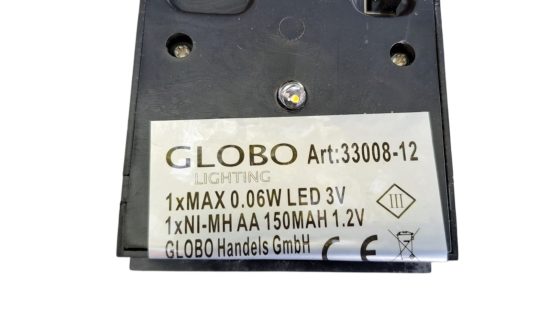 GLOBO Art:33008-12
LIGHTING
1xMAX 0.06W LED 3V
1xNI-MH AA 150MAH 1.2V
GLOBO Handels GmbH CE
III